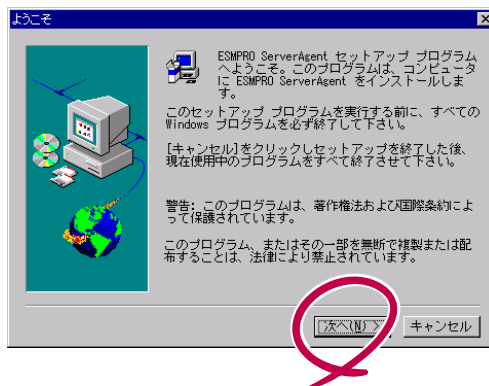 ようこそ
ESMPRO ServerAgent セットアップ プログラム
へようこそ。このプログラムは、コンピュータ
に ESMPRO ServerAgent をインストールしま
す。
このセットアップ プログラムを実行する前に、すべての
Windows プログラムを必ず終了して下さい。
[キャンセル]をクリックしセットアップを終了した後、
現在使用中のプログラムをすべて終了させて下さい。
警告: このプログラムは、著作権法および国際条約によ
って保護されています。
このプログラム、またはその一部を無断で複製または配
布することは、法律により禁止されています。
次へ(N) >
キャンセル